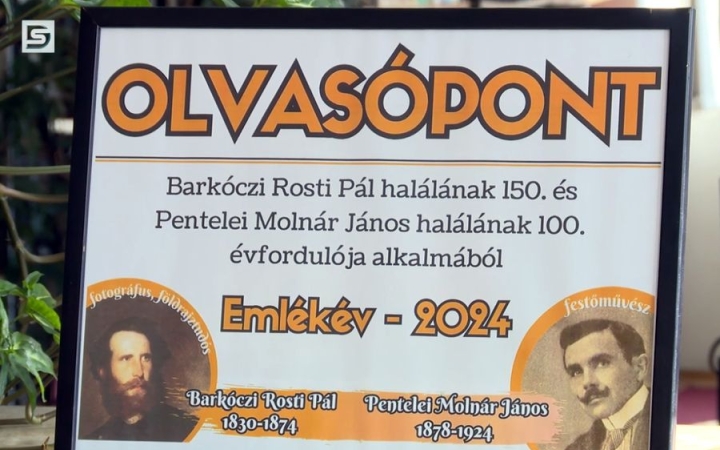 OLVASÓPONT
Barkóczi Rosti Pál halálának 150. és
Pentelei Molnár János halálának 100.
évfordulója alkalmából
Emlékév - 2024
fotográfus, földrajztudós
festőművész
Barkóczi Rosti Pál
1830-1874
Pentelei Molnár János
1878-1924